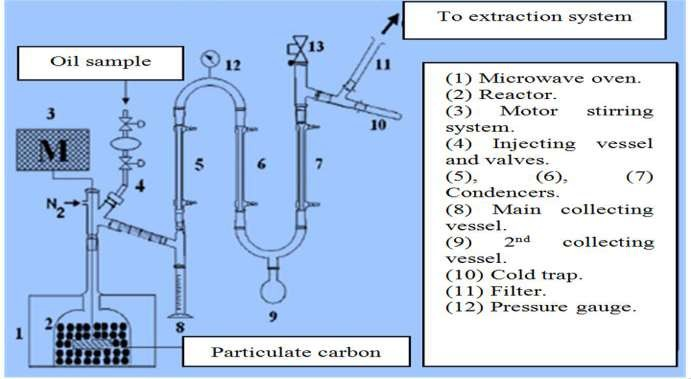 To extraction system
Oil sample
13
12
11
3
M
10
5
6
7
4
N2
2
1
8
9
Particulate carbon
(1) Microwave oven.
(2) Reactor.
(3) Motor stirring
system.
(4) Injecting vessel
and valves.
(5), (6), (7)
Condencers.
(8) Main collecting
vessel.
(9) 2nd collecting
vessel.
(10) Cold trap.
(11) Filter.
(12) Pressure gauge.